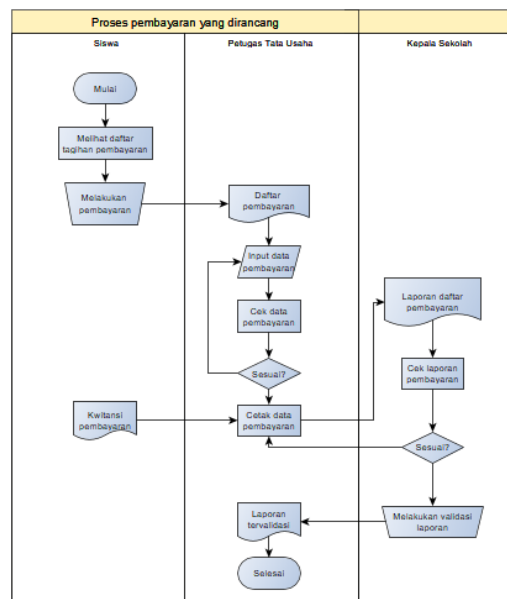 Proses pembayaran yang dirancang
Siswa
Petugas Tata Usaha
Kepala Sekolah
Mulai
Melihat daftar
tagihan pembayaran
Melakukan
pembayaran
Daftar
pembayaran
Input data
pembayaran
Laporan daftar
pembayaran
Cek data
pembayaran
Cek laporan
pembayaran
Sesuai?
Kwitansi
pembayaran
Cetak data
pembayaran
Sesuai?
Laporan
tervalidasi
Melakukan validasi
laporan
Selesai